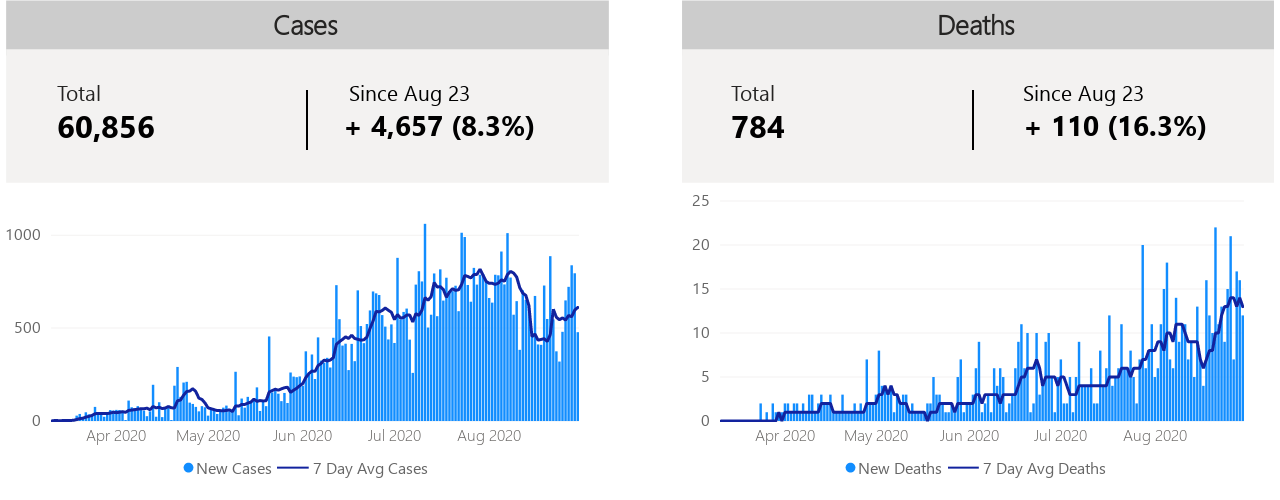 Cases
Total
60,856
Since Aug 23
+ 4,657 (8.3%)
1000
500
0
Apr 2020 May 2020 Jun 2020 Jul 2020 Aug 2020
New Cases 7 Day Avg Cases
Deaths
Total
784
Since Aug 23
+ 110 (16.3%)
25
20
15
10
5
0
Apr 2020 May 2020 Jun 2020 Jul 2020 Aug 2020
New Deaths 7 Day Avg Deaths